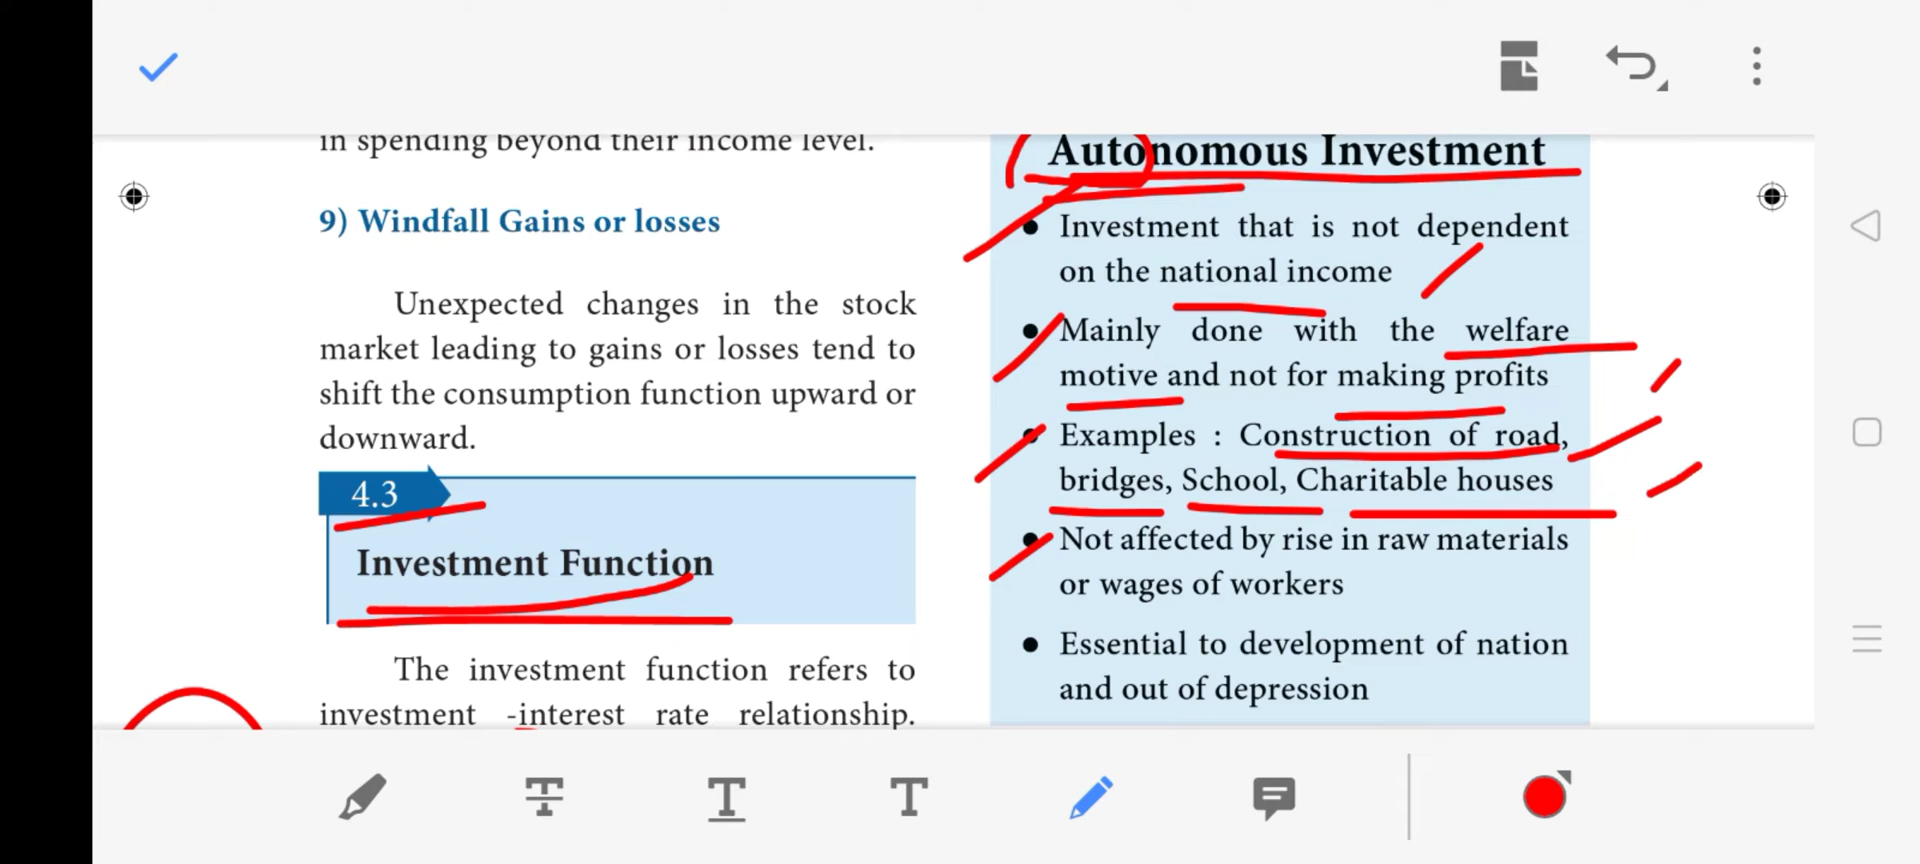 in spending beyond their income level.
9) Windfall Gains or losses
Unexpected changes in the stock
market leading to gains or losses tend to
shift the consumption function upward or
downward.
4.3
Investment Function
The investment function refers to
investment -interest rate relationship.
Autonomous Investment
● Investment that is not dependent
on the national income
● Mainly done with the welfare
motive and not for making profits
● Examples : Construction of road,
bridges, School, Charitable houses
● Not affected by rise in raw materials
or wages of workers
● Essential to development of nation
and out of depression